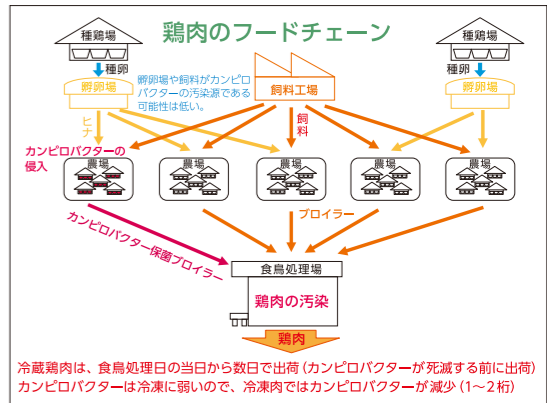 鶏肉のフードチェーン
種鶏場
種鶏場
種卵
種卵
孵卵場
孵卵場
孵卵場や飼料がカンピロ
バクターの汚染源である
可能性は低い。
飼料工場
ヒナ
飼料
カンピロバクターの
侵入
農場
農場
農場
農場
農場
カンピロバクター保菌ブロイラー
ブロイラー
食鳥処理場
鶏肉の汚染
鶏肉
冷蔵鶏肉は、食鳥処理日の当日から数日で出荷(カンピロバクターが死滅する前に出荷)
カンピロバクターは冷凍に弱いので、冷凍肉ではカンピロバクターが減少(1~2桁)